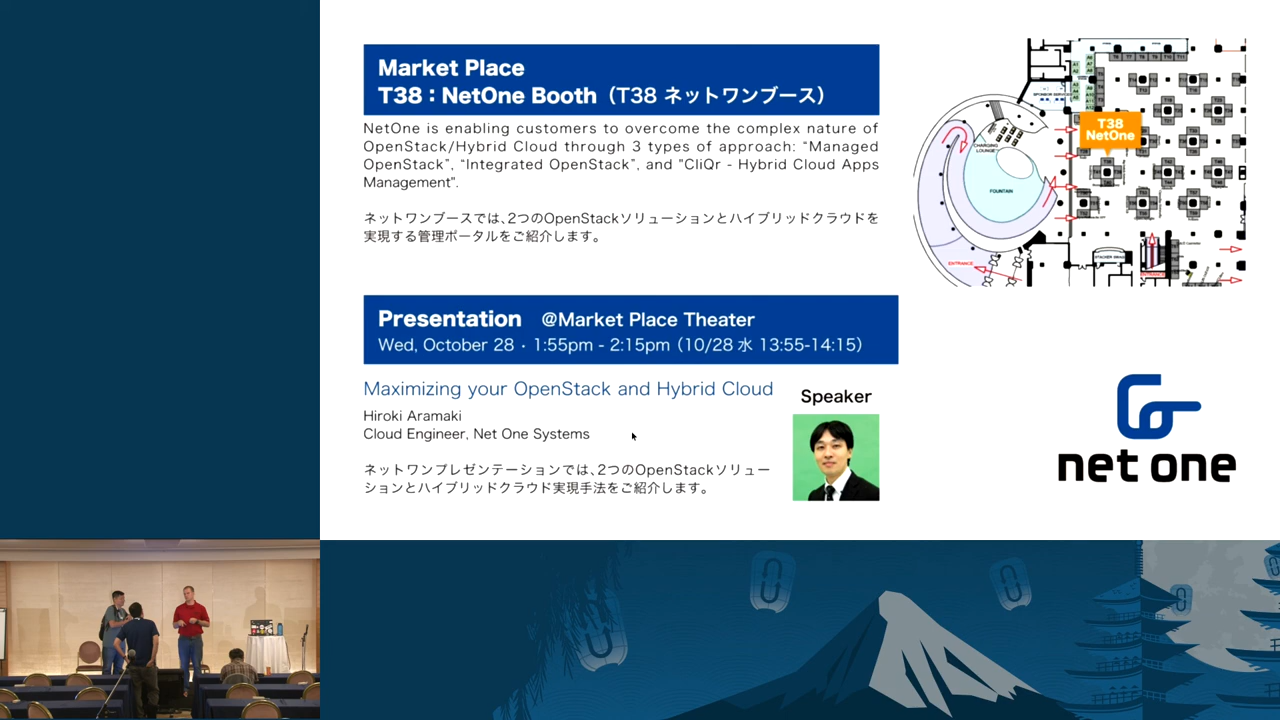 Market Place
T38：NetOne Booth（T38 ネットワンブース）
NetOne is enabling customers to overcome the complex nature of
OpenStack/Hybrid Cloud through 3 types of approach: “Managed
OpenStack”, “Integrated OpenStack”, and "CliQr - Hybrid Cloud Apps
Management".
ネットワンブースでは、2つのOpenStackソリューションとハイブリッドクラウドを
実現する管理ポータルをご紹介します。
T38
NetOne
CHARGING
LOUNGE
FOUNTAIN
ENTRANCE
ENTRANCE
Presentation @Market Place Theater
Wed, October 28・1:55pm - 2:15pm（10/28 水 13:55-14:15）
Maximizing your OpenStack and Hybrid Cloud
Speaker
Hiroki Aramaki
Cloud Engineer, Net One Systems
ネットワンプレゼンテーションでは、2つのOpenStackソリュー
ションとハイブリッドクラウド実現手法をご紹介します。
net one